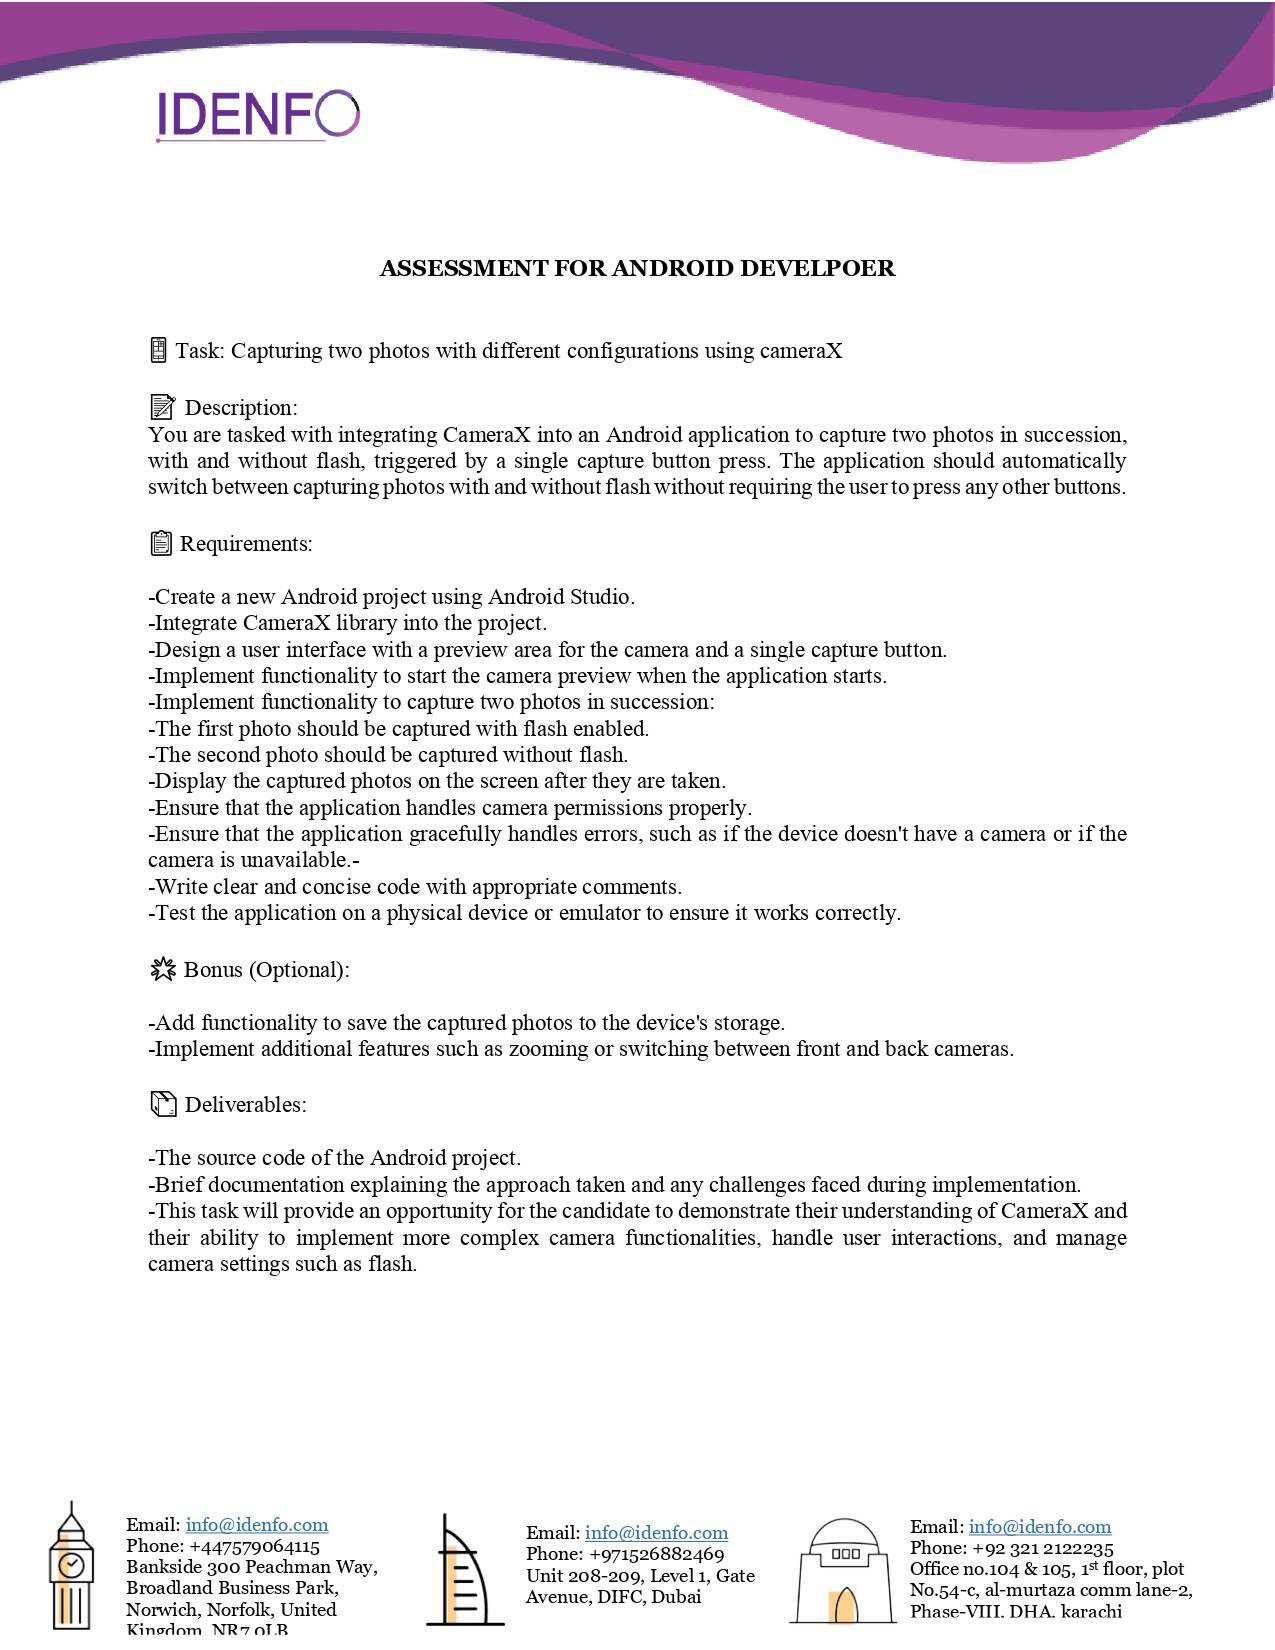 IDENFO
ASSESSMENT FOR ANDROID DEVELPOER
Task: Capturing two photos with different configurations using cameraX
Description:
You are tasked with integrating CameraX into an Android application to capture two photos in succession,
with and without flash, triggered by a single capture button press. The application should automatically
switch between capturing photos with and without flash without requiring the user to press any other buttons.
Requirements:
-Create a new Android project using Android Studio.
-Integrate CameraX library into the project.
-Design a user interface with a preview area for the camera and a single capture button.
-Implement functionality to start the camera preview when the application starts.
-Implement functionality to capture two photos in succession:
-The first photo should be captured with flash enabled.
-The second photo should be captured without flash.
-Display the captured photos on the screen after they are taken.
-Ensure that the application handles camera permissions properly.
-Ensure that the application gracefully handles errors, such as if the device doesn't have a camera or if the
camera is unavailable.-
-Write clear and concise code with appropriate comments.
-Test the application on a physical device or emulator to ensure it works correctly.
Bonus (Optional):
-Add functionality to save the captured photos to the device's storage.
-Implement additional features such as zooming or switching between front and back cameras.
Deliverables:
-The source code of the Android project.
-Brief documentation explaining the approach taken and any challenges faced during implementation.
-This task will provide an opportunity for the candidate to demonstrate their understanding of CameraX and
their ability to implement more complex camera functionalities, handle user interactions, and manage
camera settings such as flash.
Email: info@idenfo.com
Phone: +447579064115
Bankside 300 Peachman Way,
Broadland Business Park,
Norwich, Norfolk, United
Kingdom, NR7 0LB
Email: info@idenfo.com
Phone: +971526882469
Unit 208-209, Level 1, Gate
Avenue, DIFC, Dubai
Email: info@idenfo.com
Phone: +92 321 2122235
Office no.104 & 105, 1st floor, plot
No.54-c, al-murtaza comm lane-2,
Phase-VIII. DHA. karachi